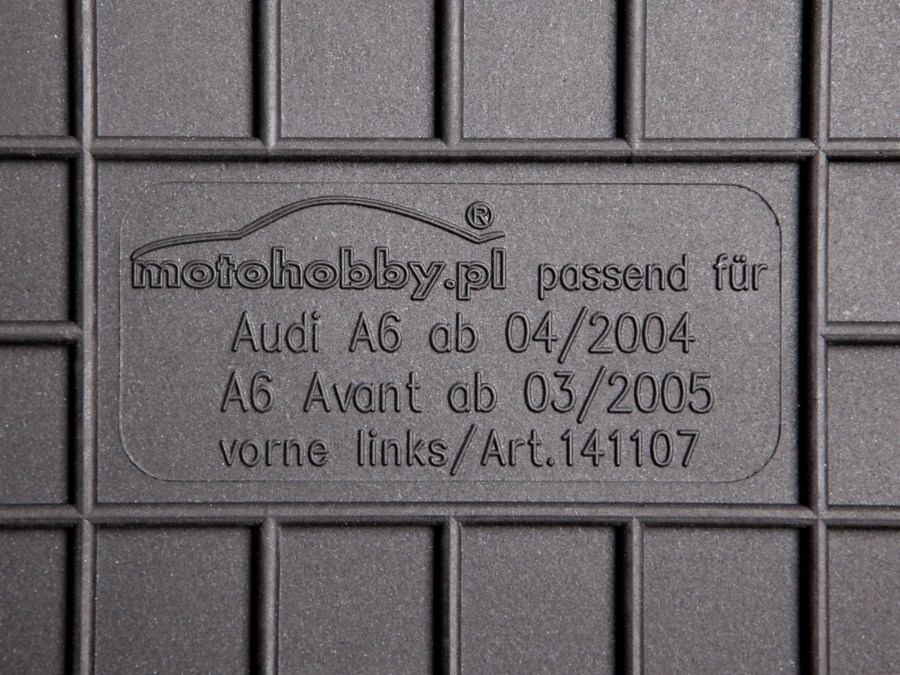 motohobby.pl ® passend für
Audi A6 ab 04/2004
A6 Avant ab 03/2005
vorne links/Art.141107